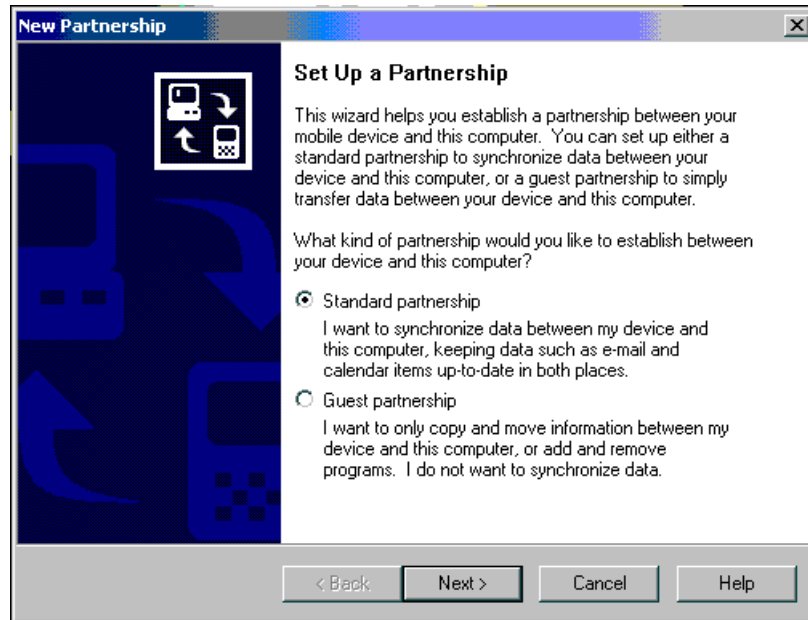 New Partnership
Set Up a Partnership
This wizard helps you establish a partnership between your
mobile device and this computer. You can set up either a
standard partnership to synchronize data between your
device and this computer, or a guest partnership to simply
transfer data between your device and this computer.
What kind of partnership would you like to establish between
your device and this computer?
Standard partnership
I want to synchronize data between my device and
this computer, keeping data such as e-mail and
calendar items up-to-date in both places.
Guest partnership
I want to only copy and move information between my
device and this computer, or add and remove
programs. I do not want to synchronize data.
< Back Next > Cancel Help